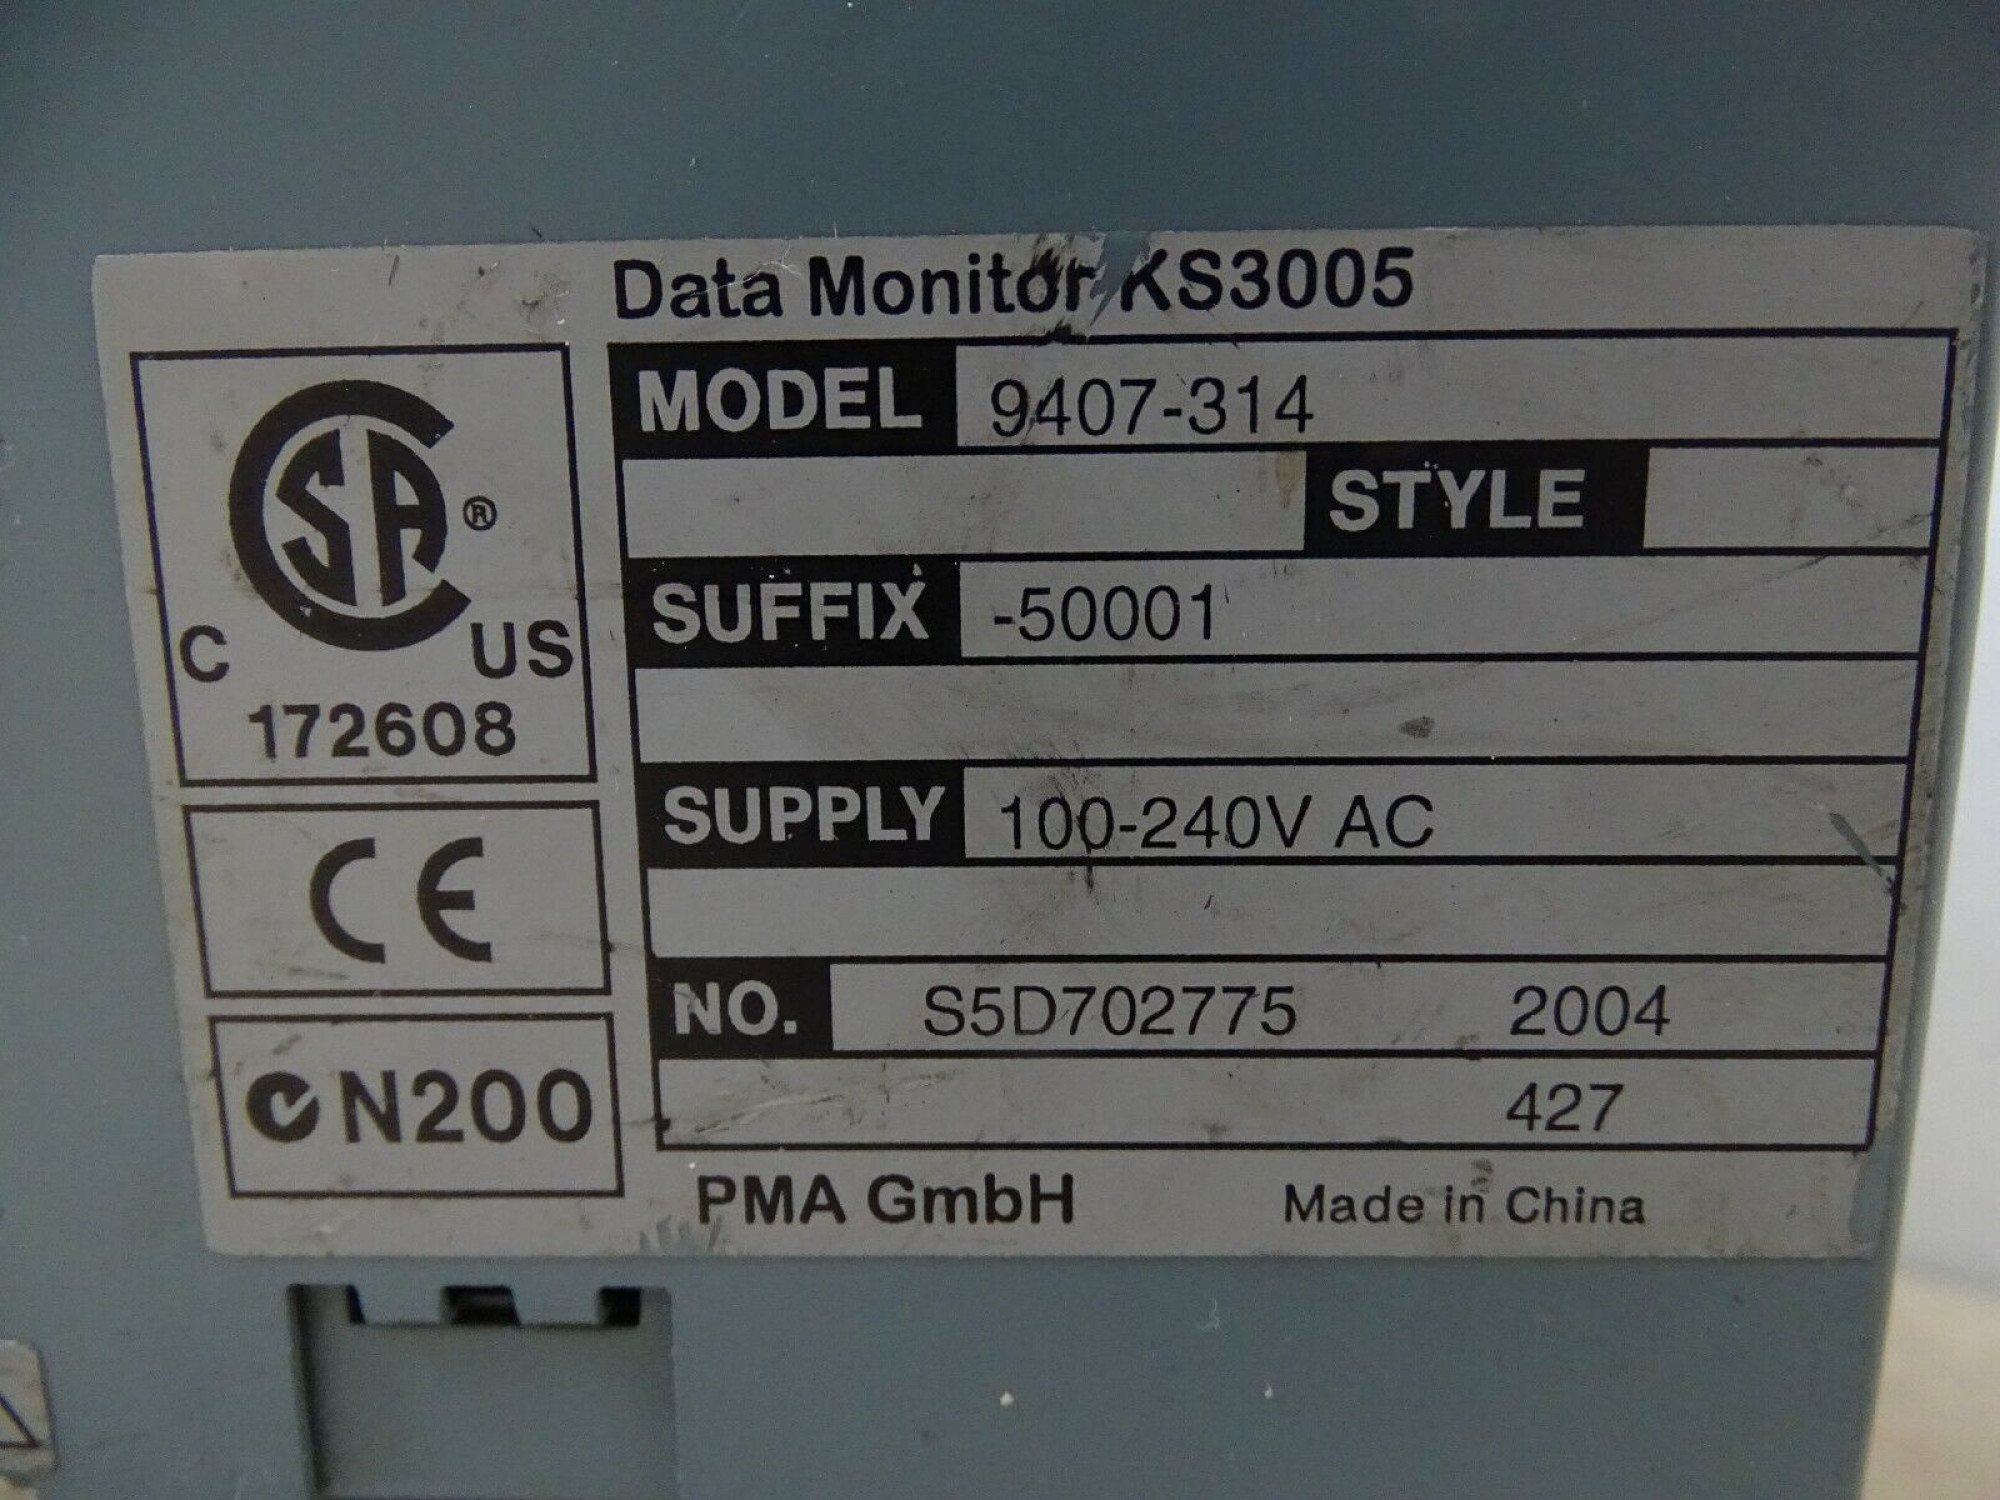 Data Monitor KS3005
MODEL 9407-314
STYLE
SUFFIX -50001
SUPPLY 100-240V AC
NO. S5D702775 2004
427
PMA GmbH Made in China
CSA ®
C US
172608
CE
N200